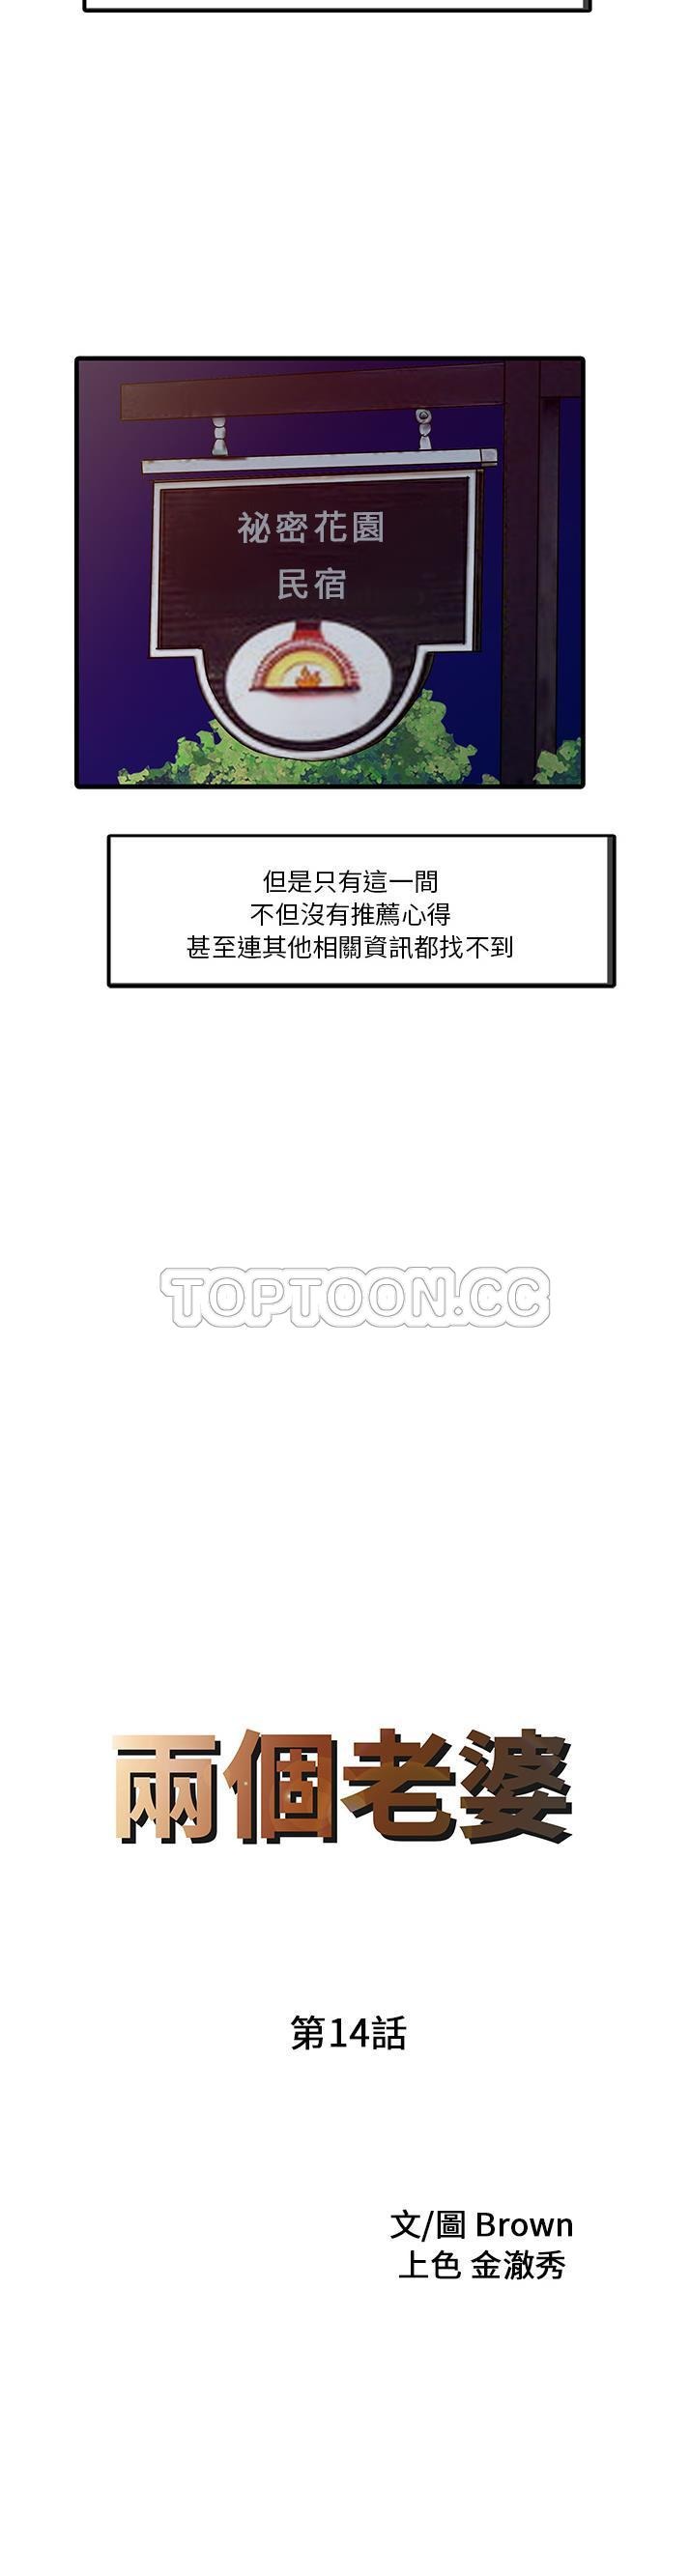 祕密花園
民宿
但是只有這一間
不但沒有推薦心得
甚至連其他相關資訊都找不到
TOPTOON.CC
兩個老婆
第14話
文/圖 Brown
上色 金澈秀